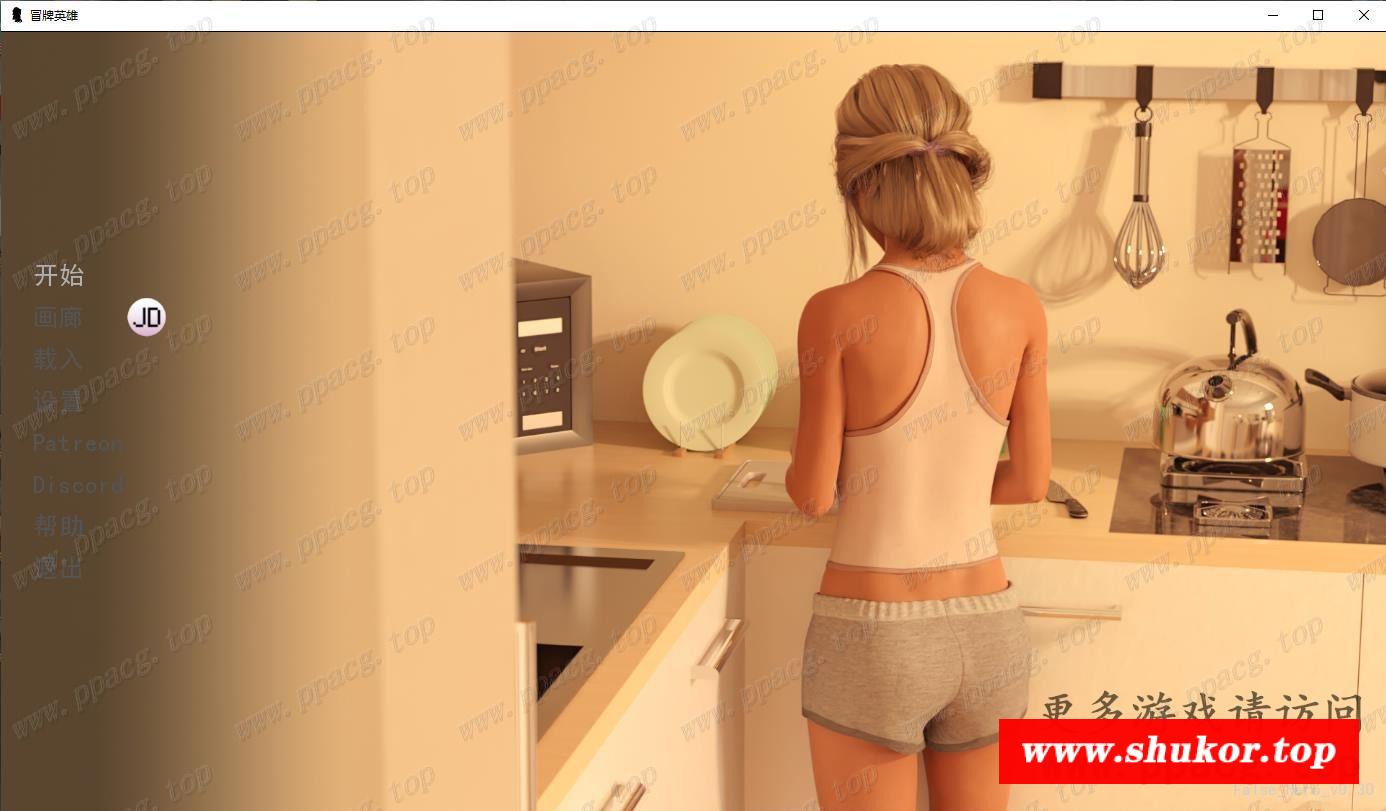 冒牌英雄
www.ppacg.top
开始
画廊
JD
载入
设置
Patreon
Discord
帮助
退出
更多游戏请访问
www.shukor.top
False_Hero_v0.30